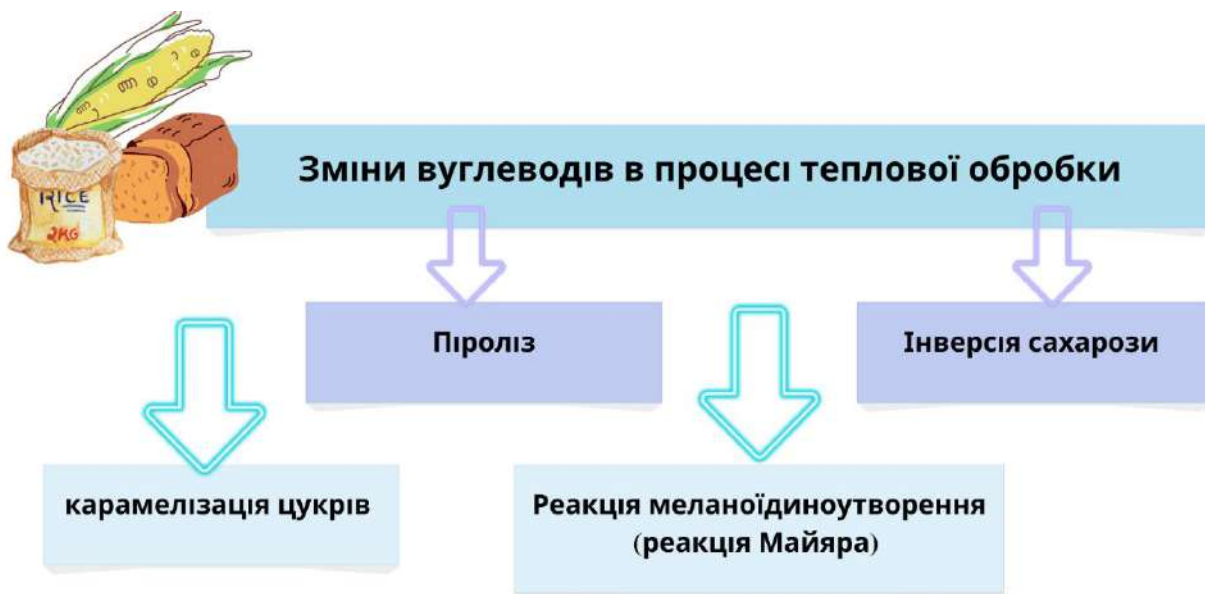 Зміни вуглеводів в процесі теплової обробки
RICE
2KG
Піроліз
Інверсія сахарози
карамелізація цукрів
Реакція меланоїдиноутворення
(реакція Майяра)